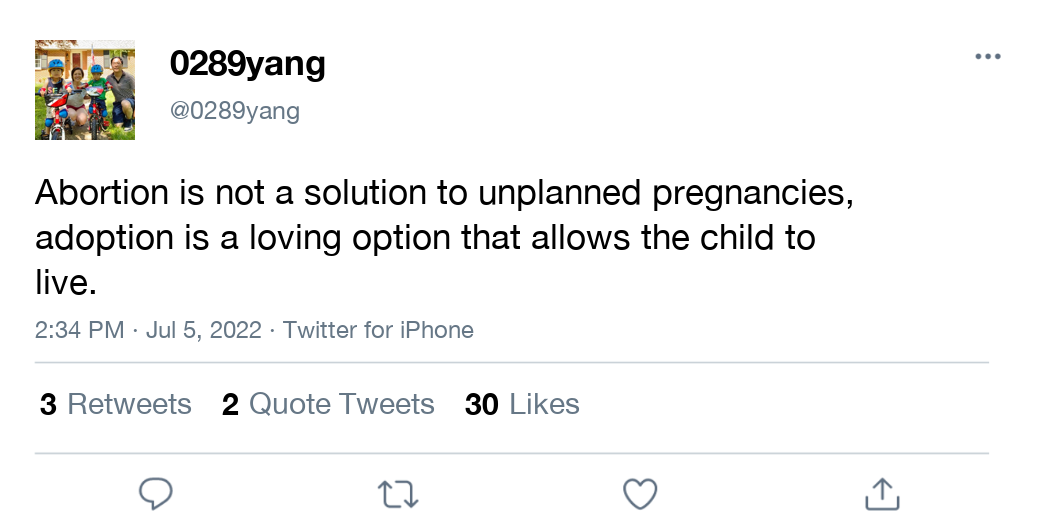 0289yang
@0289yang
Abortion is not a solution to unplanned pregnancies,
adoption is a loving option that allows the child to
live.
2:34 PM · Jul 5, 2022 · Twitter for iPhone
3 Retweets 2 Quote Tweets 30 Likes